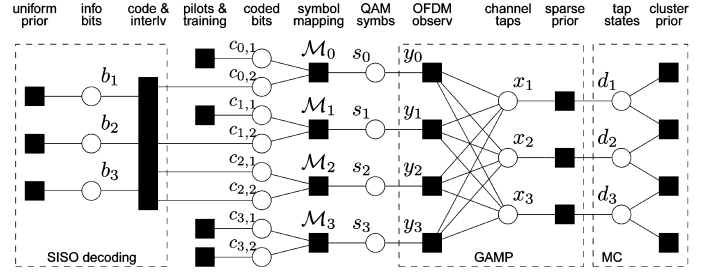 uniform prior info bits code & interlv pilots & training coded bits symbol mapping QAM symbs OFDM observ channel taps sparse prior tap states cluster prior
c0,1 M0 s0 y0
b1 c0,2 x1 d1
c1,1 M1 s1 y1
b2 c1,2 x2 d2
c2,1 M2 s2 y2
b3 c2,2 x3 d3
c3,1 M3 s3 y3
c3,2
SISO decoding GAMP MC